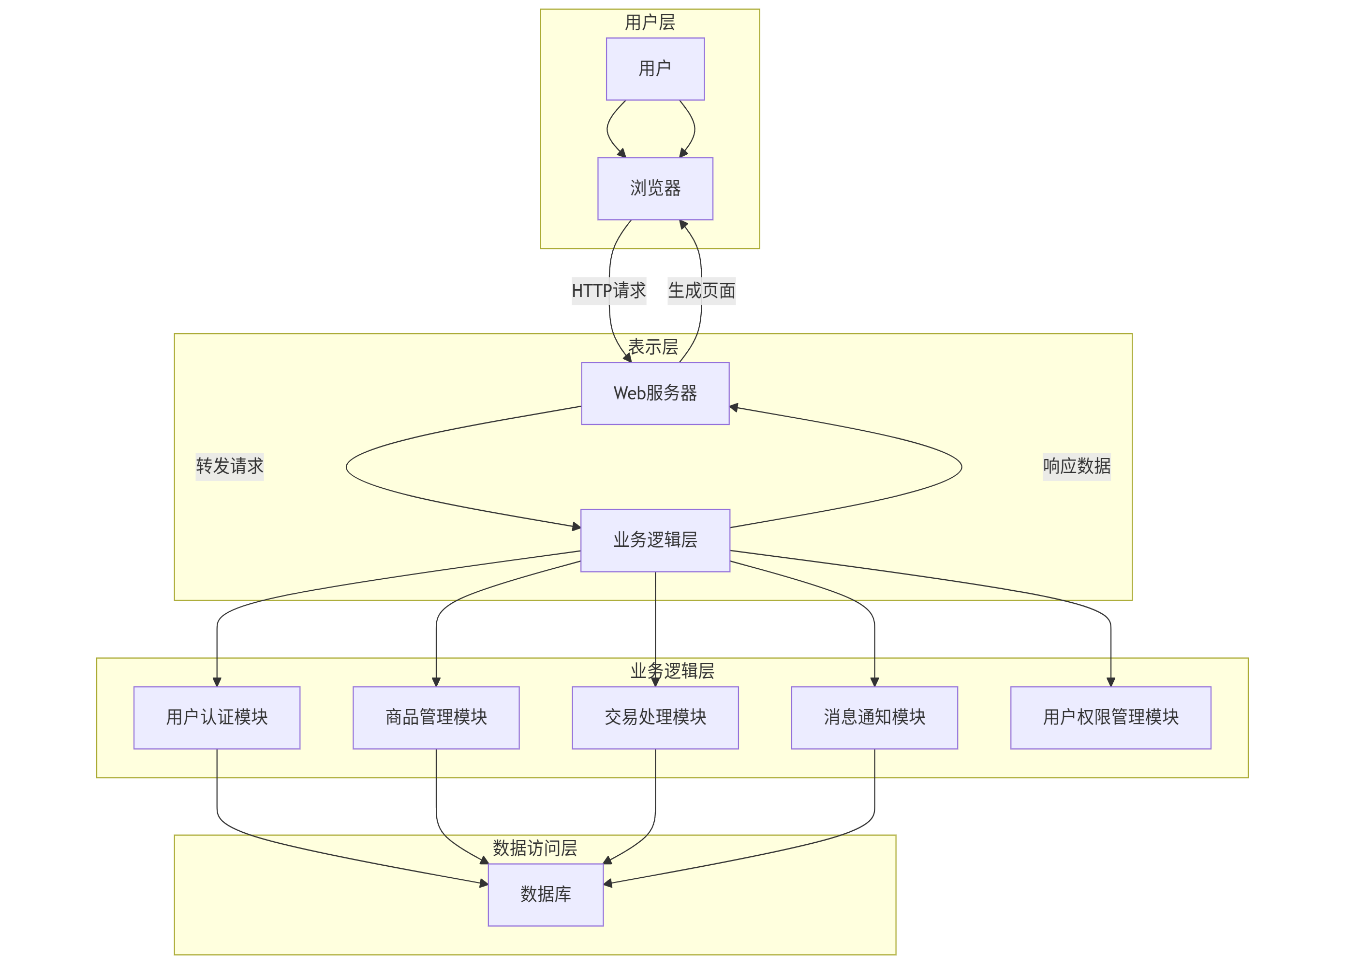 用户层
用户
浏览器
HTTP请求
生成页面
表示层
Web服务器
转发请求
响应数据
业务逻辑层
业务逻辑层
用户认证模块
商品管理模块
交易处理模块
消息通知模块
用户权限管理模块
数据访问层
数据库